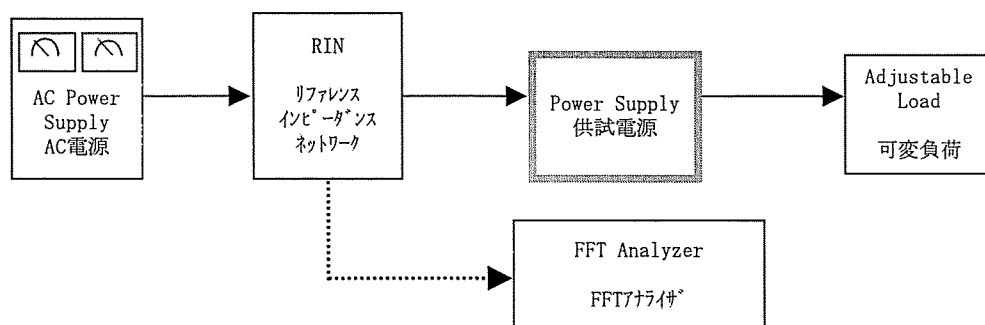 AC Power
Supply
AC電源
RIN
リファレンス
インピーダンス
ネットワーク
Power Supply
供試電源
Adjustable
Load
可変負荷
FFT Analyzer
FFTアナライザ